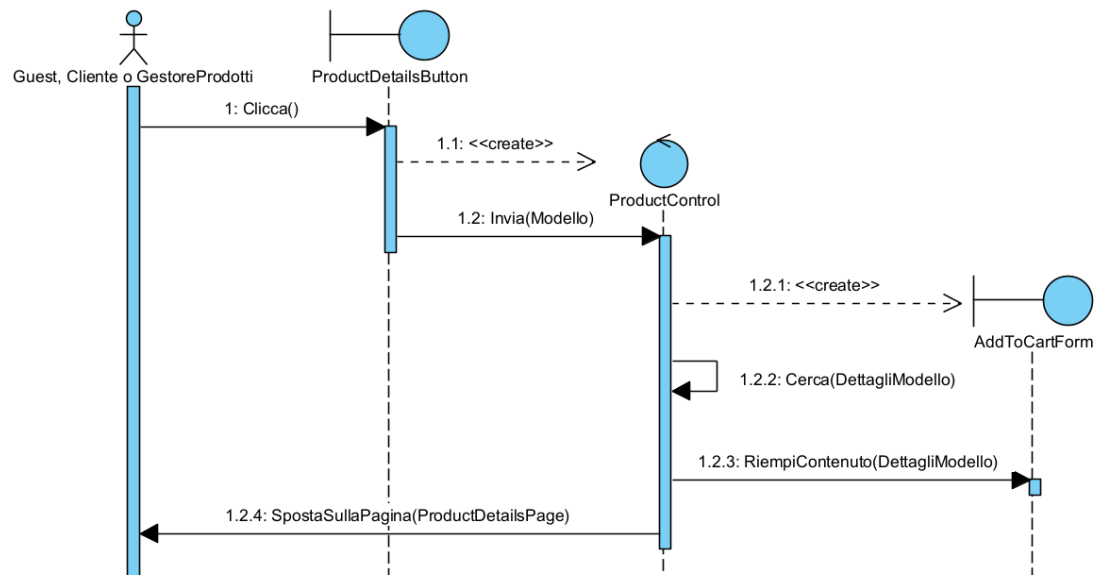 Guest, Cliente o GestoreProdotti
ProductDetailsButton
1: Clicca()
1.1: <<create>>
ProductControl
1.2: Invia(Modello)
1.2.1: <<create>>
AddToCartForm
1.2.2: Cerca(DettagliModello)
1.2.3: RiempiContenuto(DettagliModello)
1.2.4: SpostaSullaPagina(ProductDetailsPage)